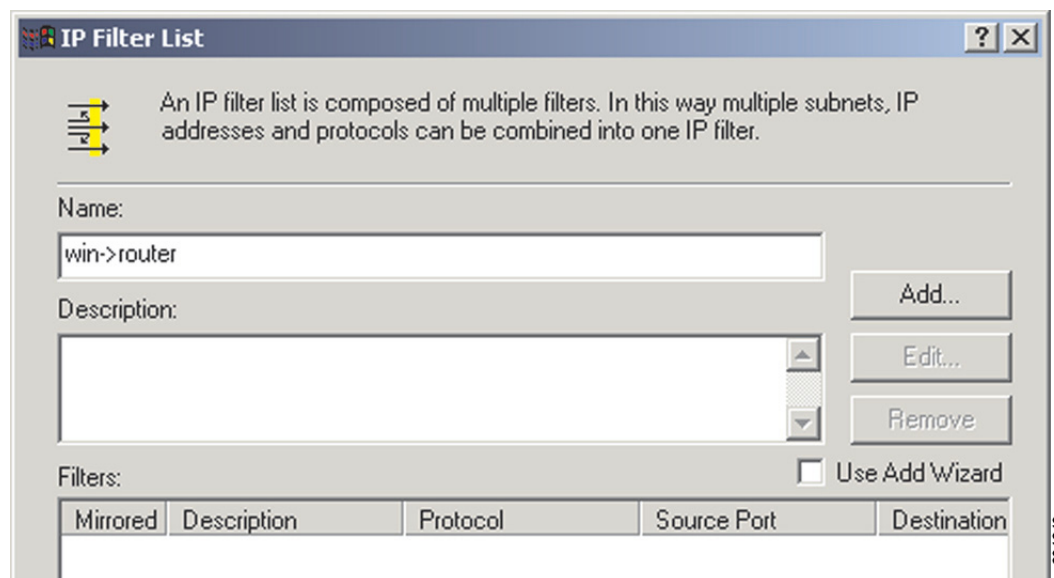 IP Filter List
An IP filter list is composed of multiple filters. In this way multiple subnets, IP
addresses and protocols can be combined into one IP filter.
Name:
win->router
Add...
Description:
Edit...
Remove
Filters:
Use Add Wizard
Mirrored Description Protocol Source Port Destination